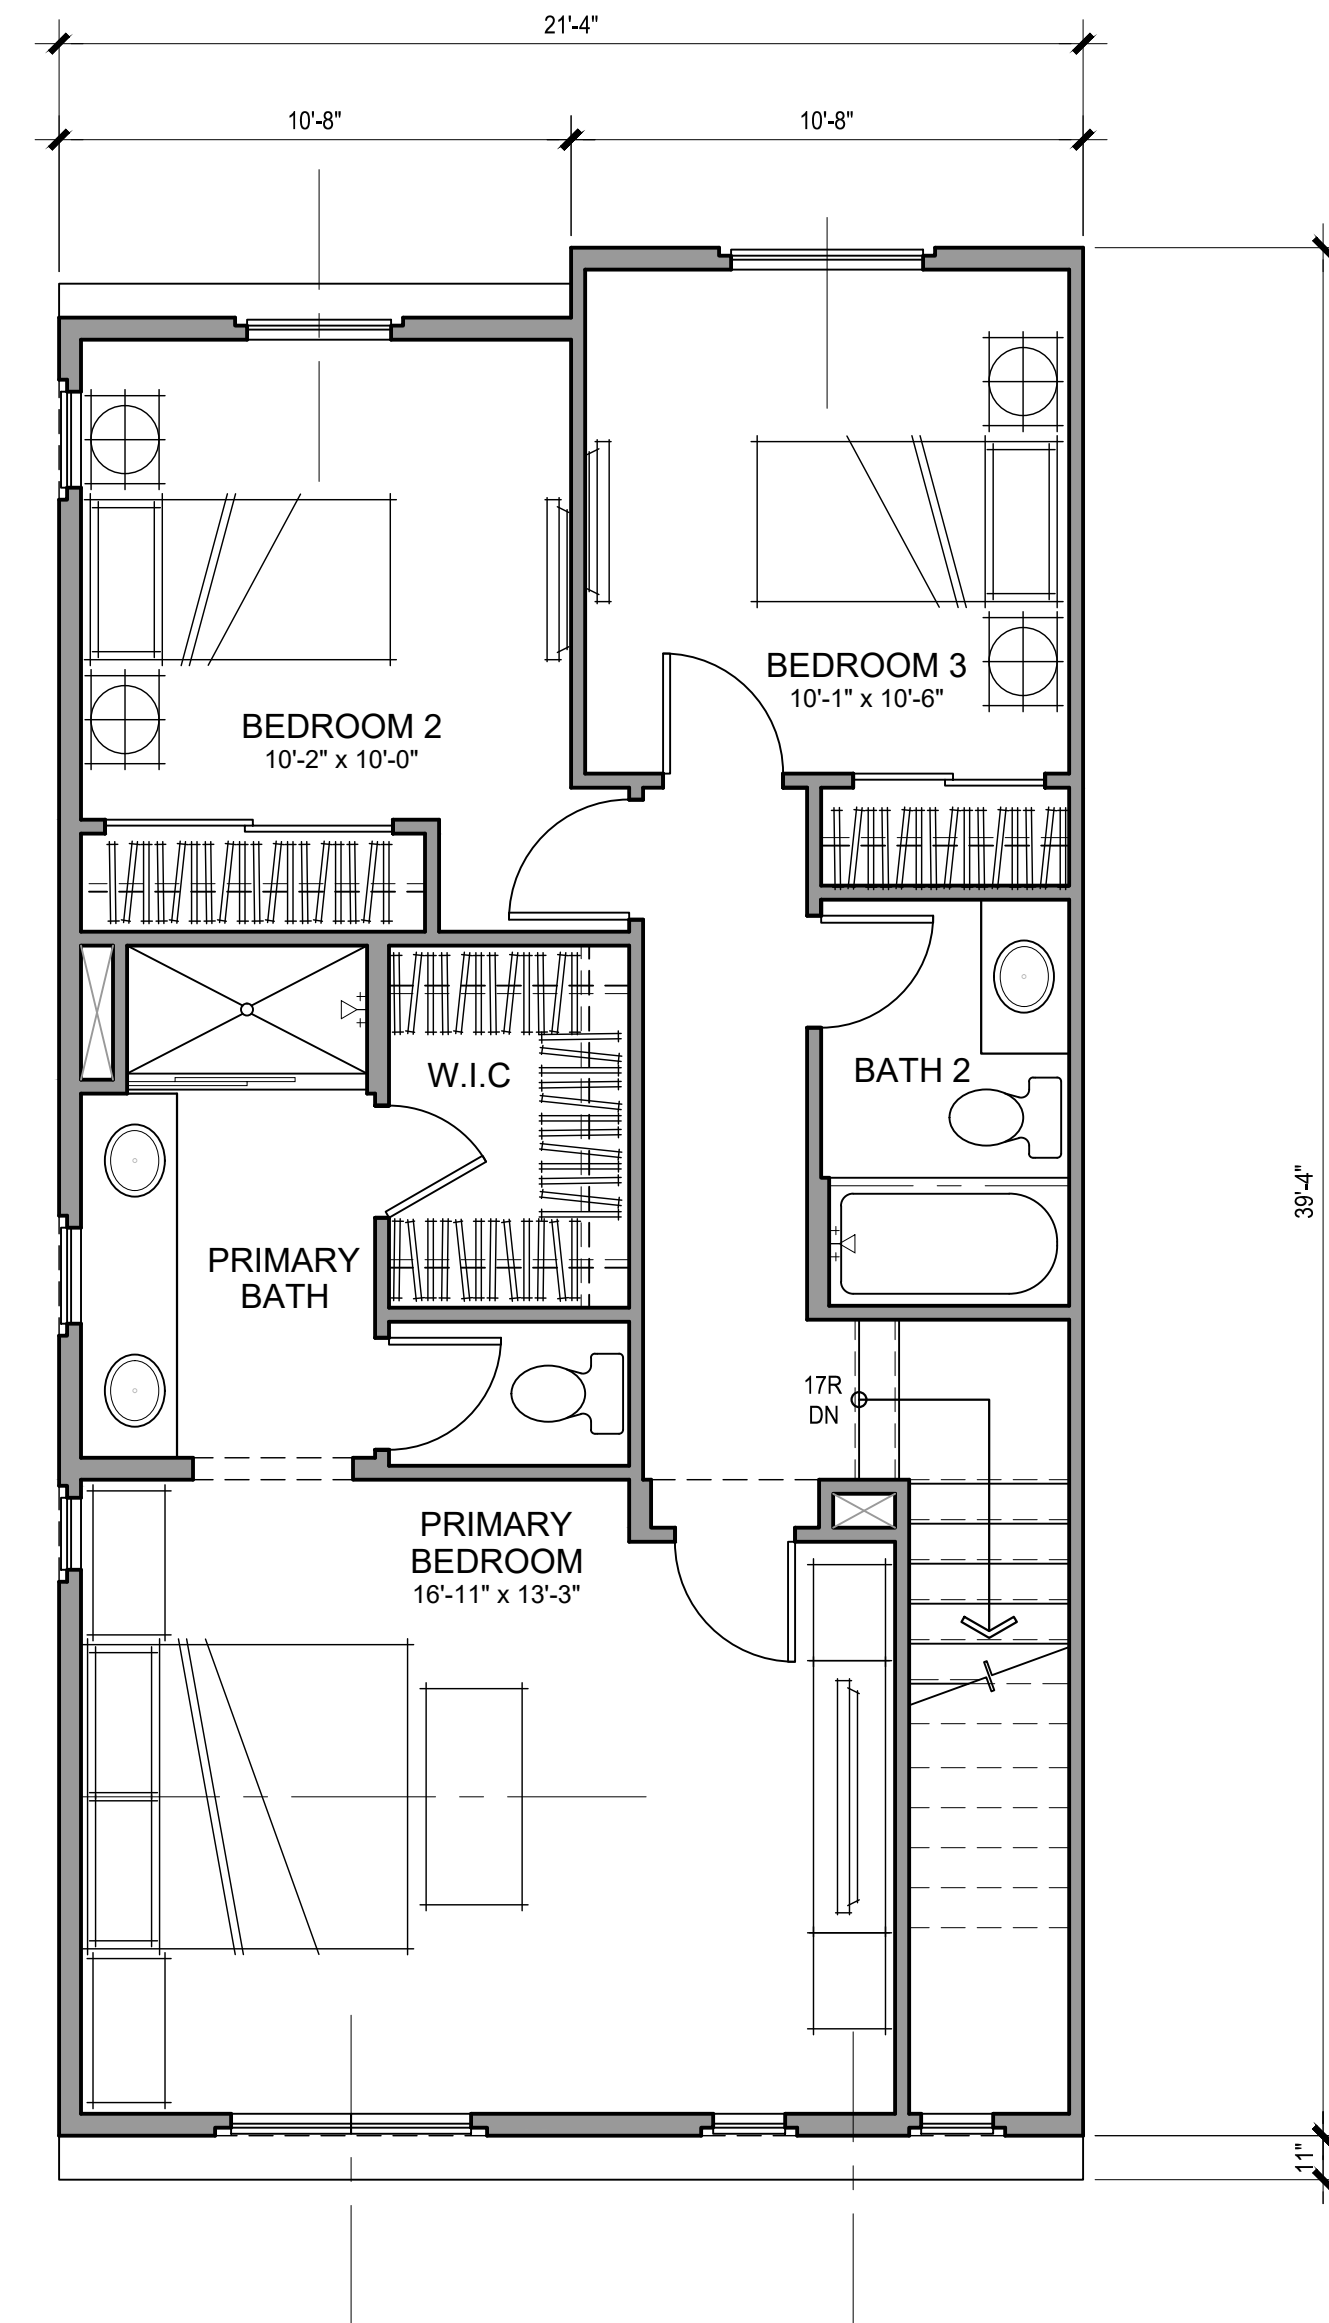 21'-4"
10'-8"
10'-8"
BEDROOM 3
10'-1" x 10'-6"
BEDROOM 2
10'-2" x 10'-0"
W.I.C
BATH 2
39'-4"
PRIMARY
BATH
17R
DN
PRIMARY
BEDROOM
16'-11" x 13'-3"
11"